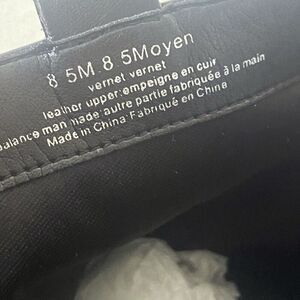 8 5M 8 5Moyen
vernet vernet
leather upper empeigne en cuir
balance man made autre partie fabriquée à la main
Made in China Fabriqué en Chine